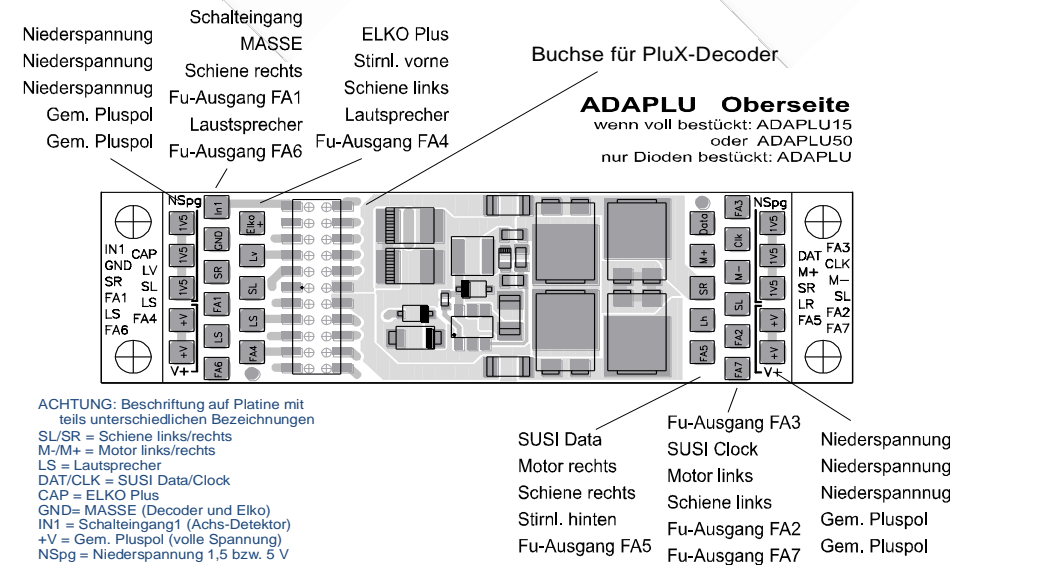 Niederspannung
Niederspannung
Niederspannnug
Gem. Pluspol
Gem. Pluspol
Schalteingang
MASSE
Schiene rechts
Fu-Ausgang FA1
Laustsprecher
Fu-Ausgang FA6
ELKO Plus
Stirnl. vorne
Schiene links
Lautsprecher
Fu-Ausgang FA4
Buchse für PluX-Decoder
ADAPLU Oberseite
wenn voll bestückt: ADAPLU15
oder ADAPLU50
nur Dioden bestückt: ADAPLU
IN1
GND
SR
FA1
LS
FA6
CAP
LV
SL
LS
FA4
NSpg
1V5
1V5
1V5
+V
+V
V+
In1
GND
SR
FA1
LS
FA6
Elko
+
Lv
SL
LS
FA4
Data
M+
SR
Lh
FA5
FA3
Clk
M-
SL
FA2
FA7
NSpg
1V5
1V5
1V5
+V
+V
V+
DAT
M+
SR
LR
FA5
FA3
CLK
M-
SL
FA2
FA7
ACHTUNG: Beschriftung auf Platine mit
teils unterschiedlichen Bezeichnungen
SL/SR = Schiene links/rechts
M-/M+ = Motor links/rechts
LS = Lautsprecher
DAT/CLK = SUSI Data/Clock
CAP = ELKO Plus
GND= MASSE (Decoder und Elko)
IN1 = Schalteingang1 (Achs-Detektor)
+V = Gem. Pluspol (volle Spannung)
NSpg = Niederspannung 1,5 bzw. 5 V
SUSI Data
Motor rechts
Schiene rechts
Stirnl. hinten
Fu-Ausgang FA5
Fu-Ausgang FA3
SUSI Clock
Motor links
Schiene links
Fu-Ausgang FA2
Fu-Ausgang FA7
Niederspannung
Niederspannung
Niederspannnug
Gem. Pluspol
Gem. Pluspol